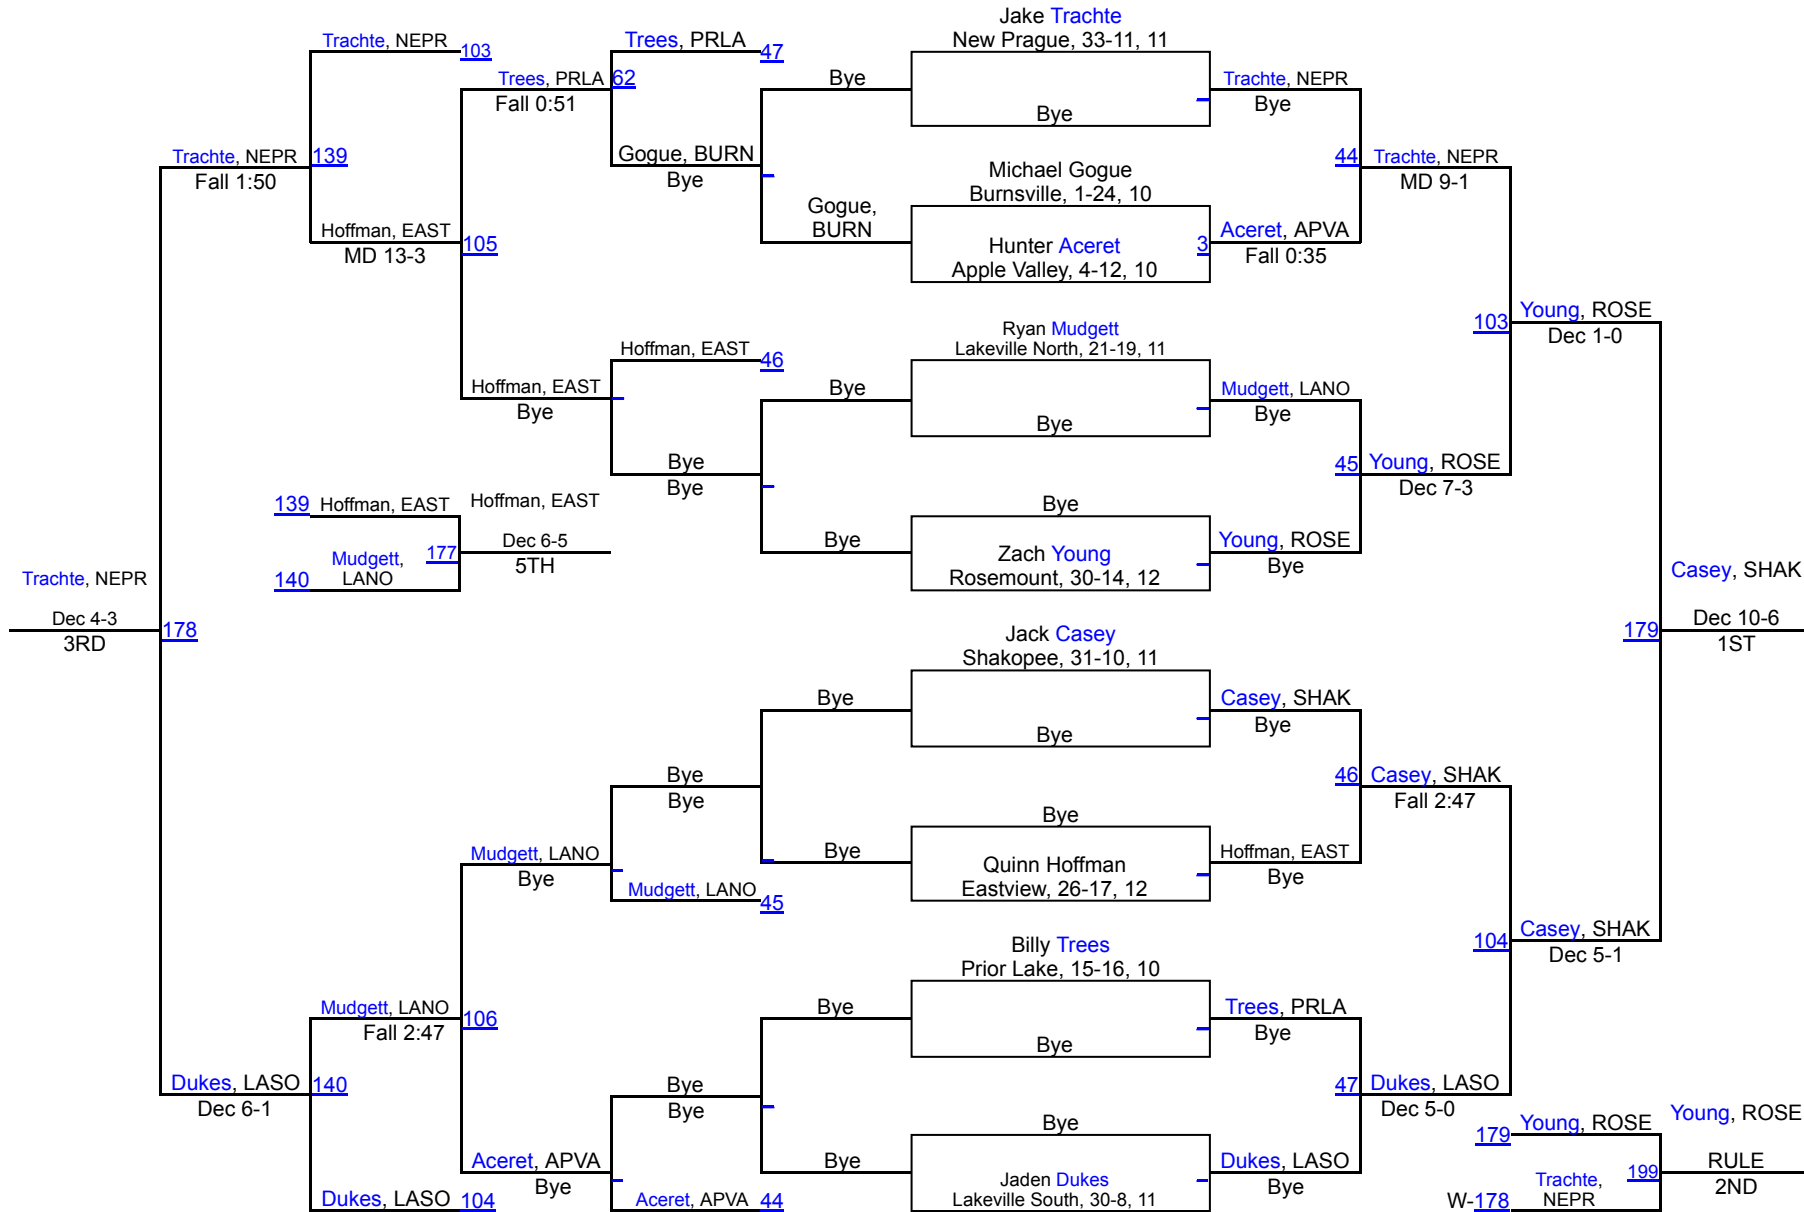 Jake Trachte
New Prague, 33-11, 11
Bye
Michael Gogue
Burnsville, 1-24, 10
Hunter Aceret
Apple Valley, 4-12, 10
3
Ryan Mudgett
Lakeville North, 21-19, 11
Bye
Bye
Zach Young
Rosemount, 30-14, 12
Jack Casey
Shakopee, 31-10, 11
Bye
Bye
Quinn Hoffman
Eastview, 26-17, 12
Billy Trees
Prior Lake, 15-16, 10
Bye
Bye
Jaden Dukes
Lakeville South, 30-8, 11
Trachte, NEPR
Bye
Aceret, APVA
Fall 0:35
Mudgett, LANO
Bye
Young, ROSE
Bye
Casey, SHAK
Bye
Hoffman, EAST
Bye
Trees, PRLA
Bye
Dukes, LASO
Bye
44
Trachte, NEPR
MD 9-1
45
Young, ROSE
Dec 7-3
46
Casey, SHAK
Fall 2:47
47
Dukes, LASO
Dec 5-0
103
Young, ROSE
Dec 1-0
104
Casey, SHAK
Dec 5-1
179
Casey, SHAK
Dec 10-6
1ST
179
Young, ROSE
W-178
Trachte,
NEPR
199
Young, ROSE
RULE
2ND
Bye
Gogue,
BURN
Bye
Bye
Bye
Bye
Bye
Bye
Trees, PRLA
47
Gogue, BURN
Bye
Hoffman, EAST
46
Bye
Bye
Bye
Bye
Mudgett, LANO
45
Bye
Bye
Aceret, APVA
44
Trees, PRLA
62
Fall 0:51
Hoffman, EAST
Bye
Mudgett, LANO
Bye
Aceret, APVA
Bye
Trachte, NEPR
103
Hoffman, EAST
105
MD 13-3
Mudgett, LANO
106
Fall 2:47
Dukes, LASO
104
Trachte, NEPR
139
Fall 1:50
Dukes, LASO
140
Dec 6-1
139
Hoffman, EAST
140
Mudgett,
LANO
177
Hoffman, EAST
Dec 6-5
5TH
Trachte, NEPR
Dec 4-3
178
3RD